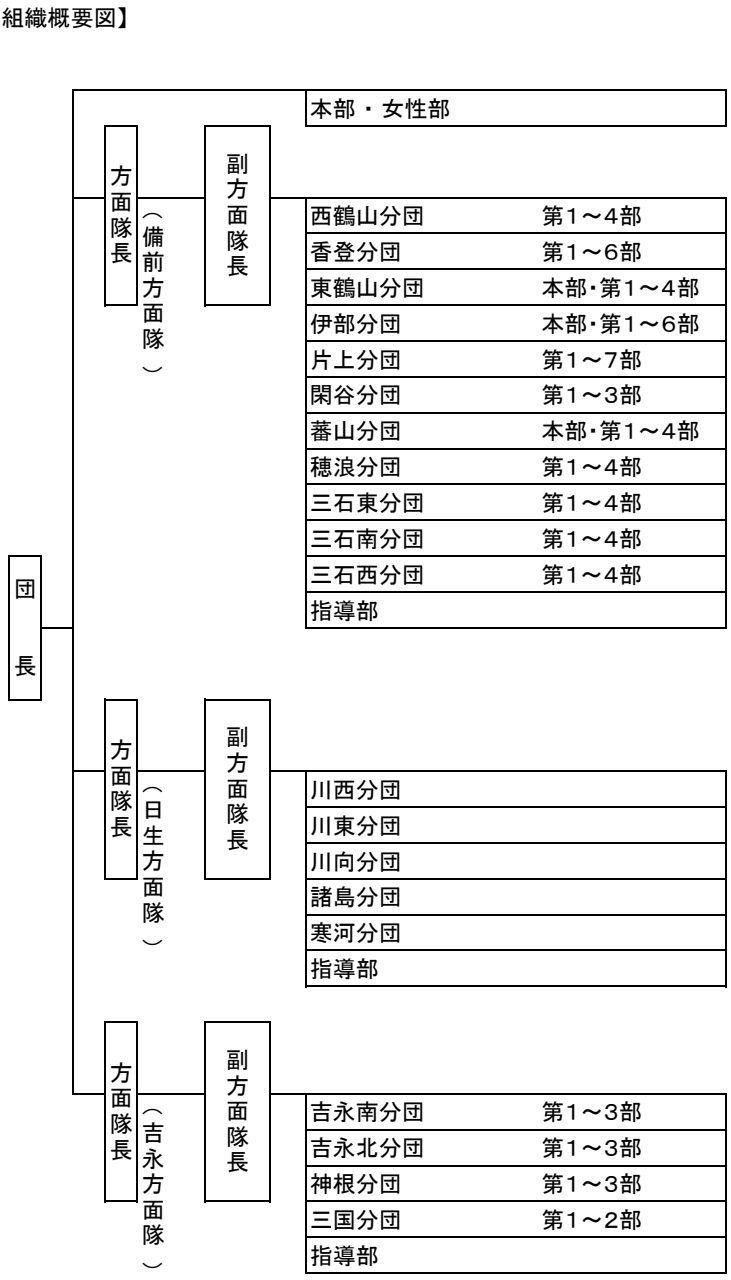 組織概要図】
本部・女性部
団長
方面隊長
（備前方面隊）
副方面隊長
西鶴山分団 第1～4部
香登分団 第1～6部
東鶴山分団 本部・第1～4部
伊部分団 本部・第1～6部
片上分団 第1～7部
閑谷分団 第1～3部
蕃山分団 本部・第1～4部
穂浪分団 第1～4部
三石東分団 第1～4部
三石南分団 第1～4部
三石西分団 第1～4部
指導部
方面隊長
（日生方面隊）
副方面隊長
川西分団
川東分団
川向分団
諸島分団
寒河分団
指導部
方面隊長
（吉永方面隊）
副方面隊長
吉永南分団 第1～3部
吉永北分団 第1～3部
神根分団 第1～3部
三国分団 第1～2部
指導部